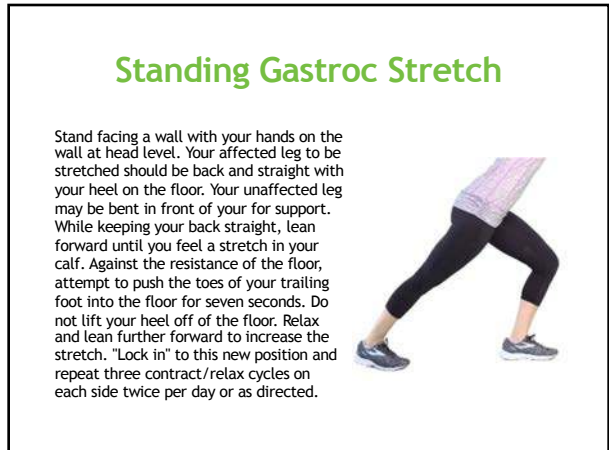 Standing Gastroc Stretch
Stand facing a wall with your hands on the
wall at head level. Your affected leg to be
stretched should be back and straight with
your heel on the floor. Your unaffected leg
may be bent in front of your for support.
While keeping your back straight, lean
forward until you feel a stretch in your
calf. Against the resistance of the floor,
attempt to push the toes of your trailing
foot into the floor for seven seconds. Do
not lift your heel off of the floor. Relax
and lean further forward to increase the
stretch. "Lock in" to this new position and
repeat three contract/relax cycles on
each side twice per day or as directed.